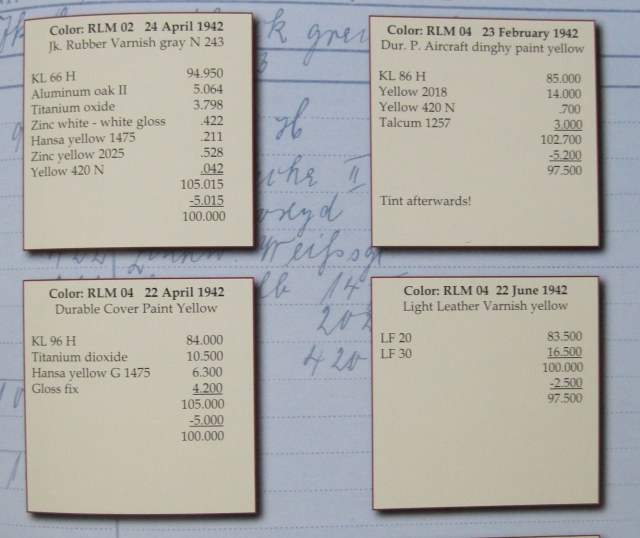 Color: RLM 02 24 April 1942
Jk. Rubber Varnish gray N 243
KL 66 H 94.950
Aluminum oak II 5.064
Titanium oxide 3.798
Zinc white - white gloss .422
Hansa yellow 1475 .211
Zinc yellow 2025 .528
Yellow 420 N .042
105.015
-5.015
100.000
Color: RLM 04 23 February 1942
Dur. P. Aircraft dinghy paint yellow
KL 86 H 85.000
Yellow 2018 14.000
Yellow 420 N .700
Talcum 1257 3.000
102.700
-5.200
97.500
Tint afterwards!
Color: RLM 04 22 April 1942
Durable Cover Paint Yellow
KL 96 H 84.000
Titanium dioxide 10.500
Hansa yellow G 1475 6.300
Gloss fix 4.200
105.000
-5.000
100.000
Color: RLM 04 22 June 1942
Light Leather Varnish yellow
LF 20 83.500
LF 30 16.500
100.000
-2.500
97.500
420